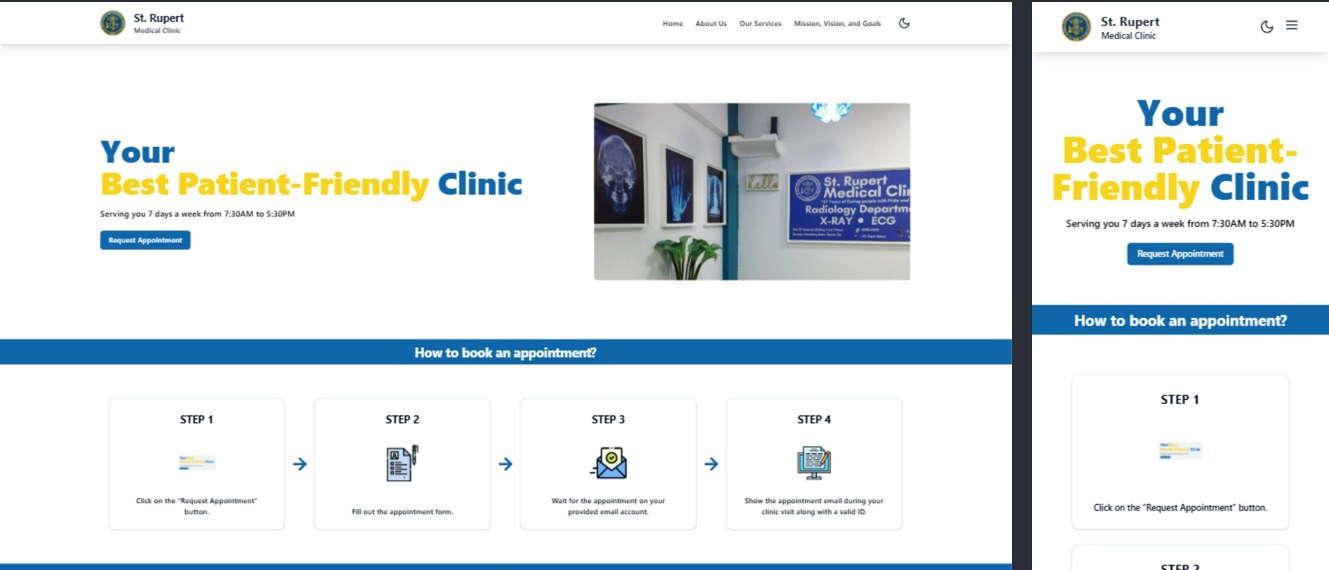 St. Rupert
Medical Clinic
Home About Us Our Services Mission, Vision, and Goals
Your
Best Patient-Friendly Clinic
Serving you 7 days a week from 7:30AM to 5:30PM
Request Appointment
Hello
St. Rupert
Medical Clin
Radiology Departme
X-RAY • ECG
How to book an appointment?
STEP 1
Click on the "Request Appointment"
button.
STEP 2
Fill out the appointment form.
STEP 3
Wait for the appointment on your
provided email account.
STEP 4
Show the appointment email during your
clinic visit along with a valid ID.
St. Rupert
Medical Clinic
Your
Best Patient-
Friendly Clinic
Serving you 7 days a week from 7:30AM to 5:30PM
Request Appointment
How to book an appointment?
STEP 1
Click on the "Request Appointment" button.
STEP 2